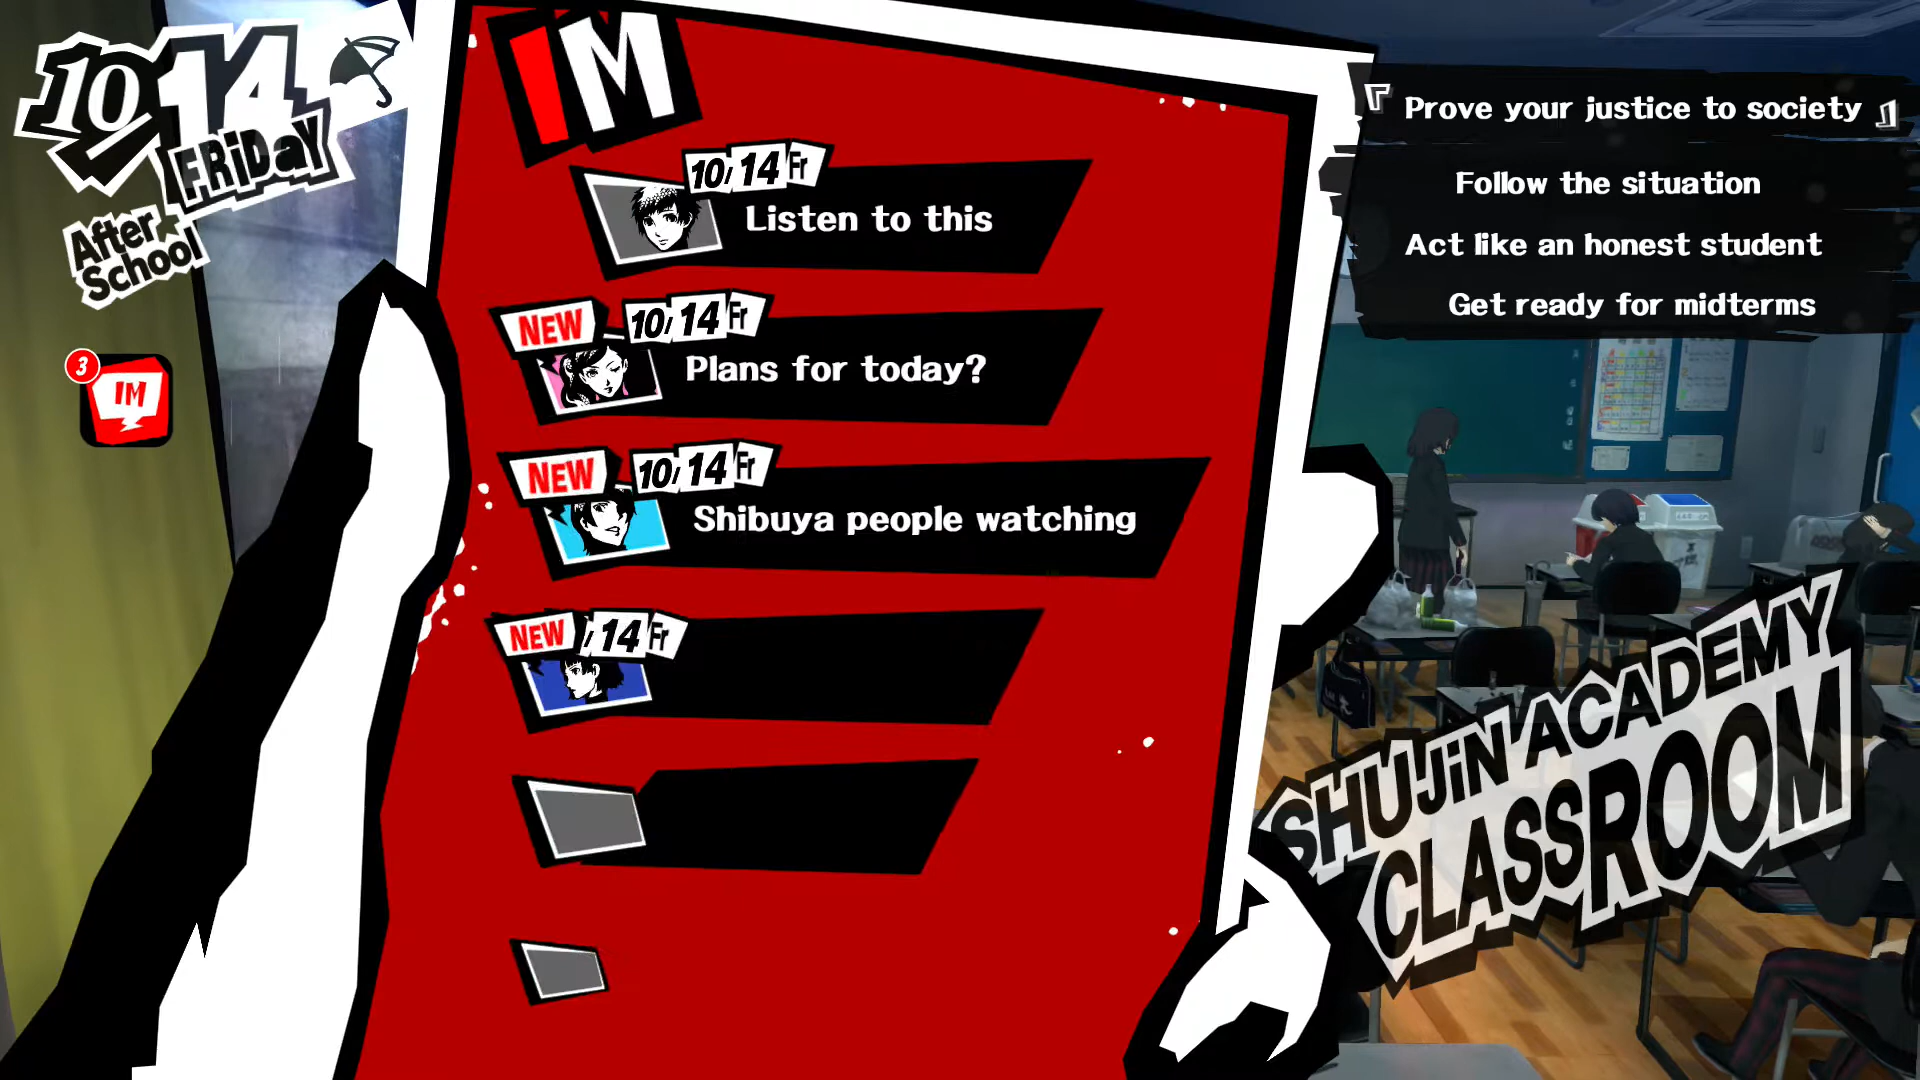 10/14
FRiDaY
After
School
3
IM
IM
10/14 Fr
Listen to this
NEW 10/14 Fr
Plans for today?
NEW 10/14 Fr
Shibuya people watching
NEW /14 Fr
『Prove your justice to society』
Follow the situation
Act like an honest student
Get ready for midterms
SHUJiN ACADEMY
CLASSROOM